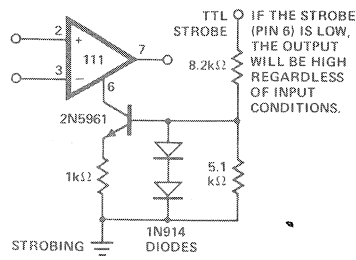 TTL
STROBE
IF THE STROBE
(PIN 6) IS LOW,
THE OUTPUT
WILL BE HIGH
REGARDLESS
OF INPUT
CONDITIONS.
2
+
111
7
3
−
6
8.2kΩ
2N5961
1kΩ
5.1
kΩ
1N914
DIODES
STROBING